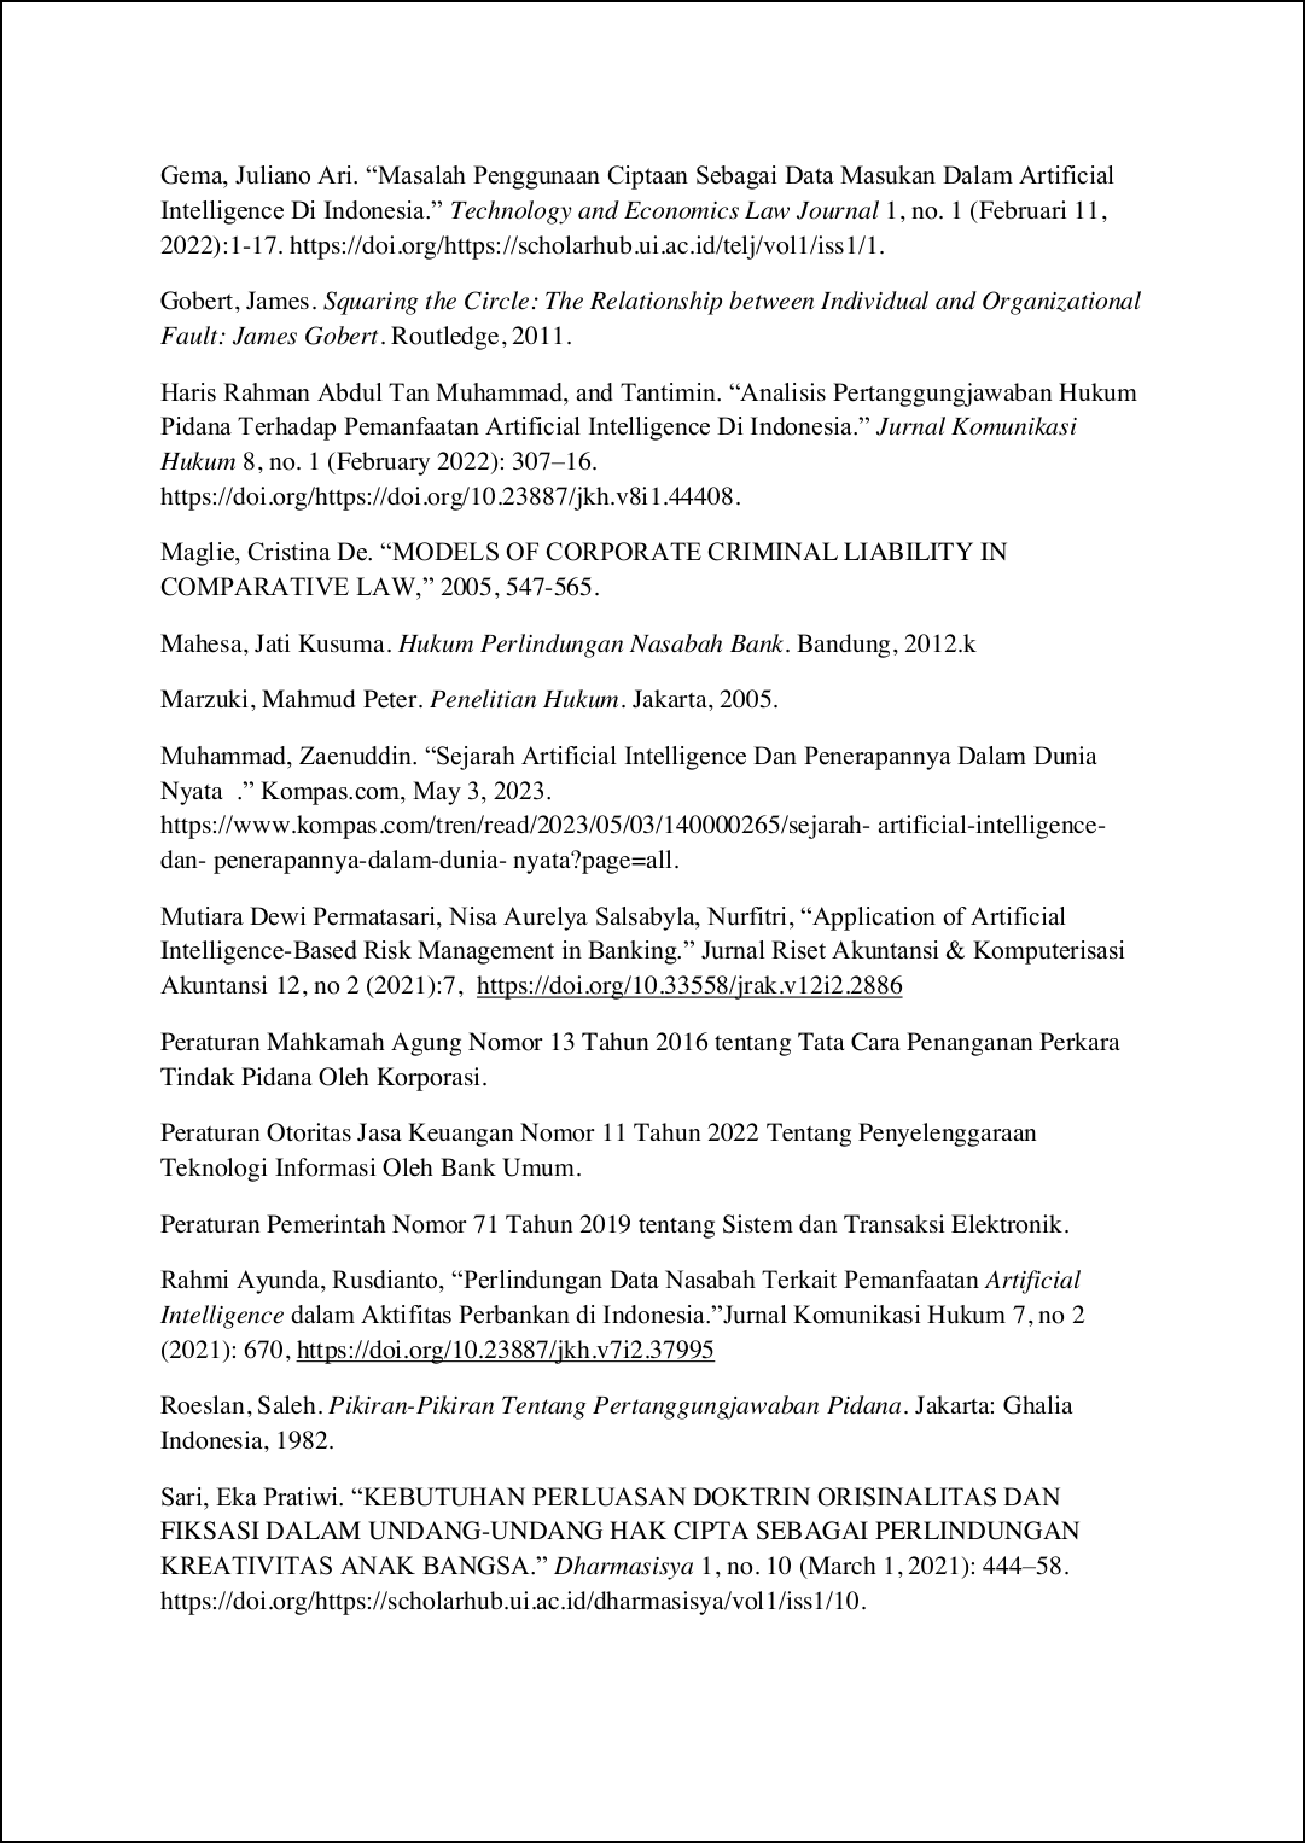 Gema, Juliano Ari. “Masalah Penggunaan Ciptaan Sebagai Data Masukan Dalam Artificial
Intelligence Di Indonesia.” Technology and Economics Law Journal 1, no. 1 (Februari 11,
2022):1-17. https://doi.org/https://scholarhub.ui.ac.id/telj/vol1/iss1/1.
Gobert, James. Squaring the Circle: The Relationship between Individual and Organizational
Fault: James Gobert. Routledge, 2011.
Haris Rahman Abdul Tan Muhammad, and Tantimin. “Analisis Pertanggungjawaban Hukum
Pidana Terhadap Pemanfaatan Artificial Intelligence Di Indonesia.” Jurnal Komunikasi
Hukum 8, no. 1 (February 2022): 307–16.
https://doi.org/https://doi.org/10.23887/jkh.v8i1.44408.
Maglie, Cristina De. “MODELS OF CORPORATE CRIMINAL LIABILITY IN
COMPARATIVE LAW,” 2005, 547-565.
Mahesa, Jati Kusuma. Hukum Perlindungan Nasabah Bank. Bandung, 2012.k
Marzuki, Mahmud Peter. Penelitian Hukum. Jakarta, 2005.
Muhammad, Zaenuddin. “Sejarah Artificial Intelligence Dan Penerapannya Dalam Dunia
Nyata  .” Kompas.com, May 3, 2023.
https://www.kompas.com/tren/read/2023/05/03/140000265/sejarah- artificial-intelligence-
dan- penerapannya-dalam-dunia- nyata?page=all.
Mutiara Dewi Permatasari, Nisa Aurelya Salsabyla, Nurfitri, “Application of Artificial
Intelligence-Based Risk Management in Banking.” Jurnal Riset Akuntansi & Komputerisasi
Akuntansi 12, no 2 (2021):7,  https://doi.org/10.33558/jrak.v12i2.2886
Peraturan Mahkamah Agung Nomor 13 Tahun 2016 tentang Tata Cara Penanganan Perkara
Tindak Pidana Oleh Korporasi.
Peraturan Otoritas Jasa Keuangan Nomor 11 Tahun 2022 Tentang Penyelenggaraan
Teknologi Informasi Oleh Bank Umum.
Peraturan Pemerintah Nomor 71 Tahun 2019 tentang Sistem dan Transaksi Elektronik.
Rahmi Ayunda, Rusdianto, “Perlindungan Data Nasabah Terkait Pemanfaatan Artificial
Intelligence dalam Aktifitas Perbankan di Indonesia.”Jurnal Komunikasi Hukum 7, no 2
(2021): 670, https://doi.org/10.23887/jkh.v7i2.37995
Roeslan, Saleh. Pikiran-Pikiran Tentang Pertanggungjawaban Pidana. Jakarta: Ghalia
Indonesia, 1982.
Sari, Eka Pratiwi. “KEBUTUHAN PERLUASAN DOKTRIN ORISINALITAS DAN
FIKSASI DALAM UNDANG-UNDANG HAK CIPTA SEBAGAI PERLINDUNGAN
KREATIVITAS ANAK BANGSA.” Dharmasisya 1, no. 10 (March 1, 2021): 444–58.
https://doi.org/https://scholarhub.ui.ac.id/dharmasisya/vol1/iss1/10.